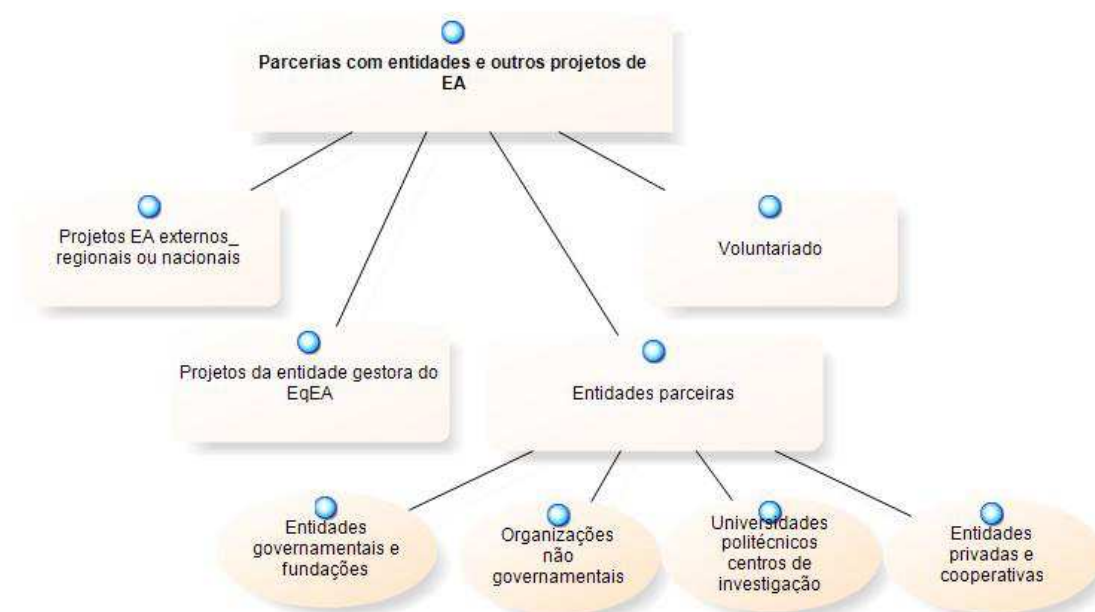 Parcerias com entidades e outros projetos de
EA
Projetos EA externos_
regionais ou nacionais
Voluntariado
Projetos da entidade gestora do
EqEA
Entidades parceiras
Entidades
governamentais e
fundações
Organizações
não
governamentais
Universidades
politécnicos
centros de
investigação
Entidades
privadas e
cooperativas